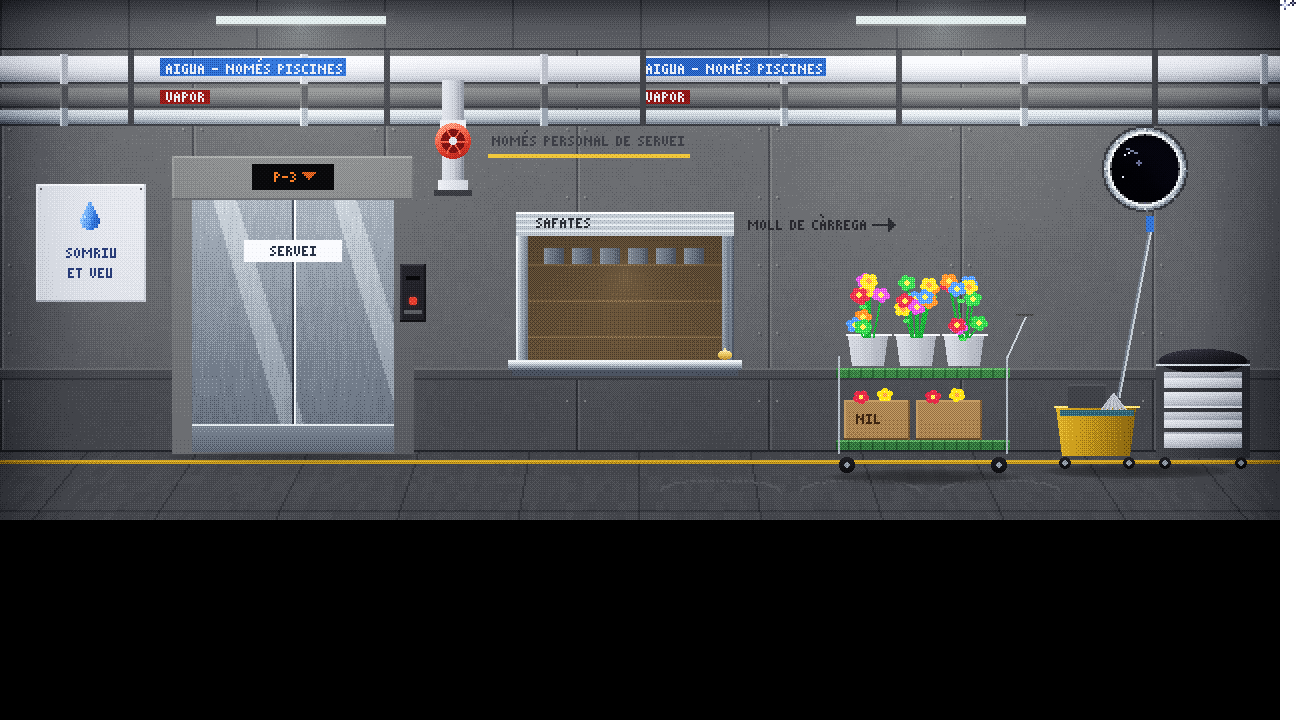 AIGUA - NOMÉS PISCINES
AIGUA - NOMÉS PISCINES
VAPOR
VAPOR
NOMÉS PERSONAL DE SERVEI
P-3
SAFATES
MOLL DE CÀRREGA
SERVEI
SOMRIU
ET VEU
NIL